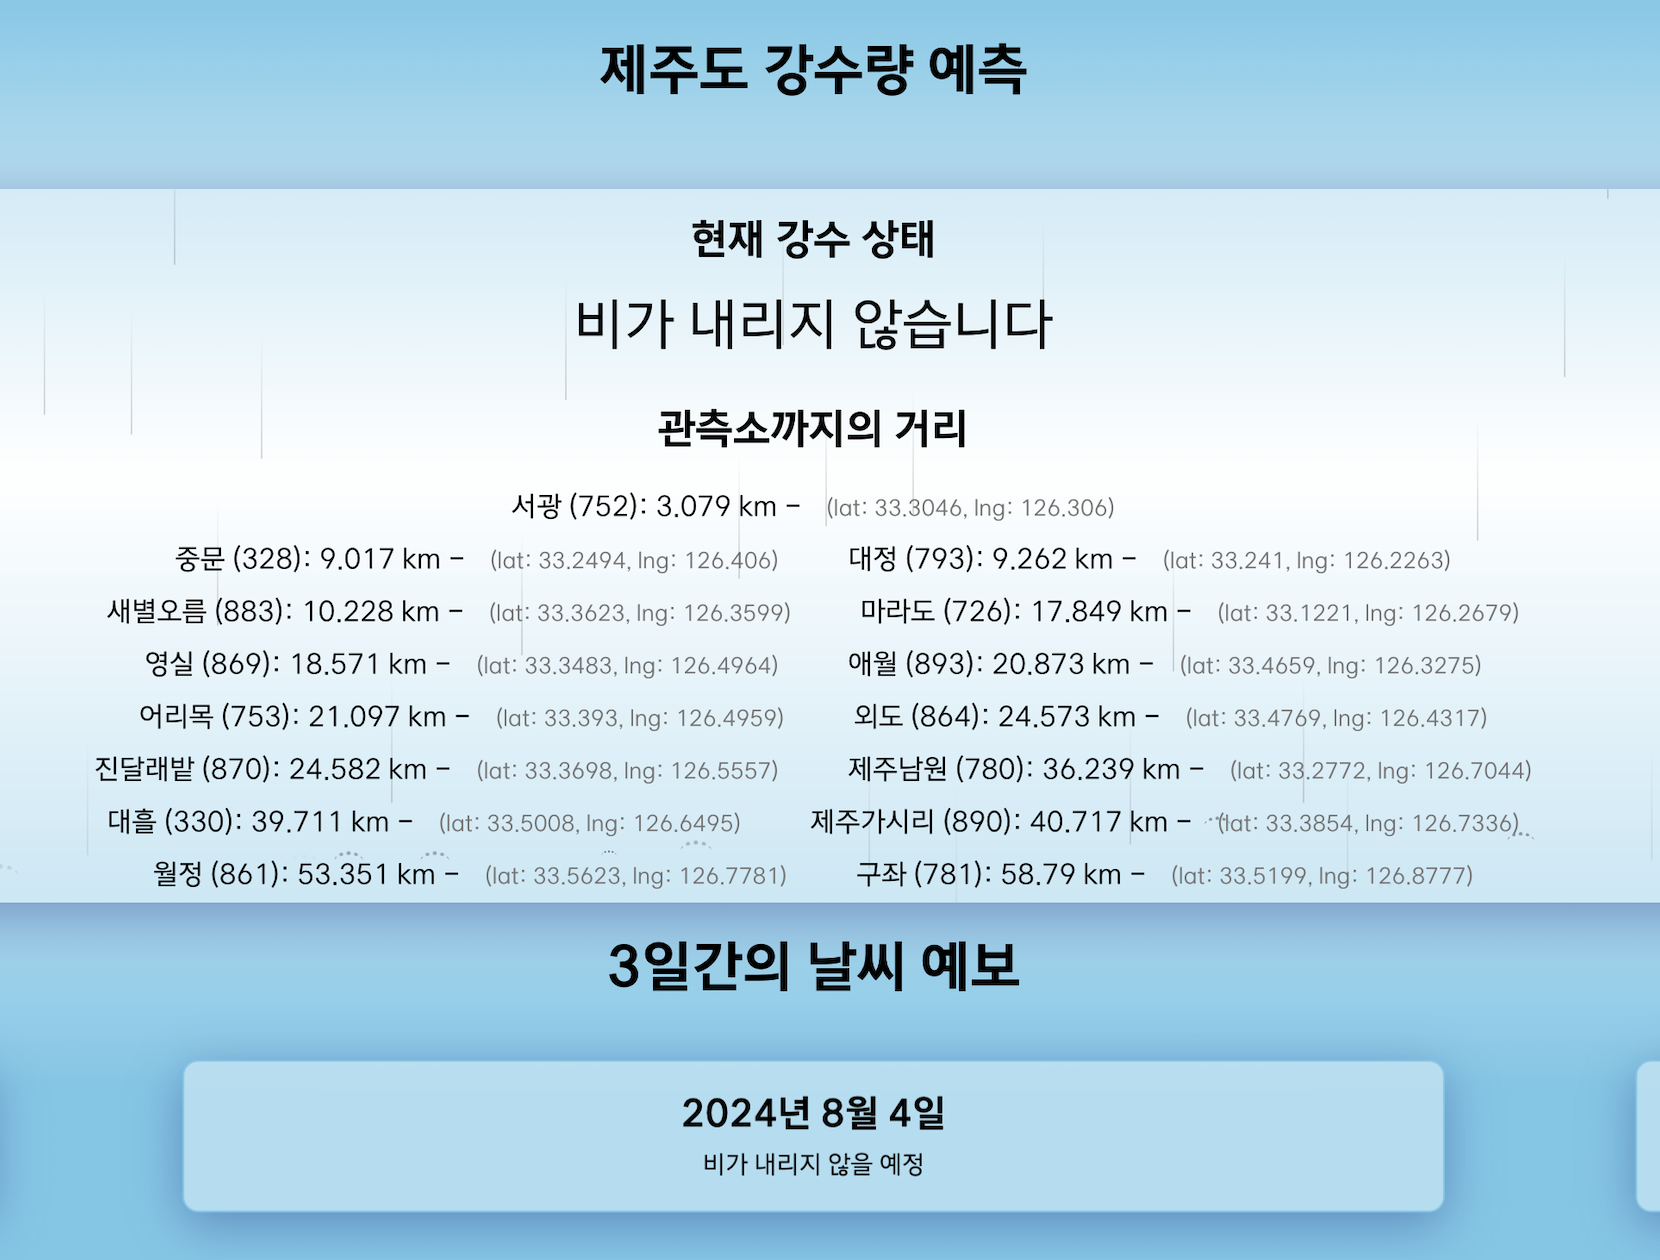 제주도 강수량 예측
현재 강수 상태
비가 내리지 않습니다
관측소까지의 거리
서광 (752): 3.079 km – (lat: 33.3046, lng: 126.306)
중문 (328): 9.017 km – (lat: 33.2494, lng: 126.406) 대정 (793): 9.262 km – (lat: 33.241, lng: 126.2263)
새별오름 (883): 10.228 km – (lat: 33.3623, lng: 126.3599) 마라도 (726): 17.849 km – (lat: 33.1221, lng: 126.2679)
영실 (869): 18.571 km – (lat: 33.3483, lng: 126.4964) 애월 (893): 20.873 km – (lat: 33.4659, lng: 126.3275)
어리목 (753): 21.097 km – (lat: 33.393, lng: 126.4959) 외도 (864): 24.573 km – (lat: 33.4769, lng: 126.4317)
진달래밭 (870): 24.582 km – (lat: 33.3698, lng: 126.5557) 제주남원 (780): 36.239 km – (lat: 33.2772, lng: 126.7044)
대흘 (330): 39.711 km – (lat: 33.5008, lng: 126.6495) 제주가시리 (890): 40.717 km – (lat: 33.3854, lng: 126.7336)
월정 (861): 53.351 km – (lat: 33.5623, lng: 126.7781) 구좌 (781): 58.79 km – (lat: 33.5199, lng: 126.8777)
3일간의 날씨 예보
2024년 8월 4일
비가 내리지 않을 예정